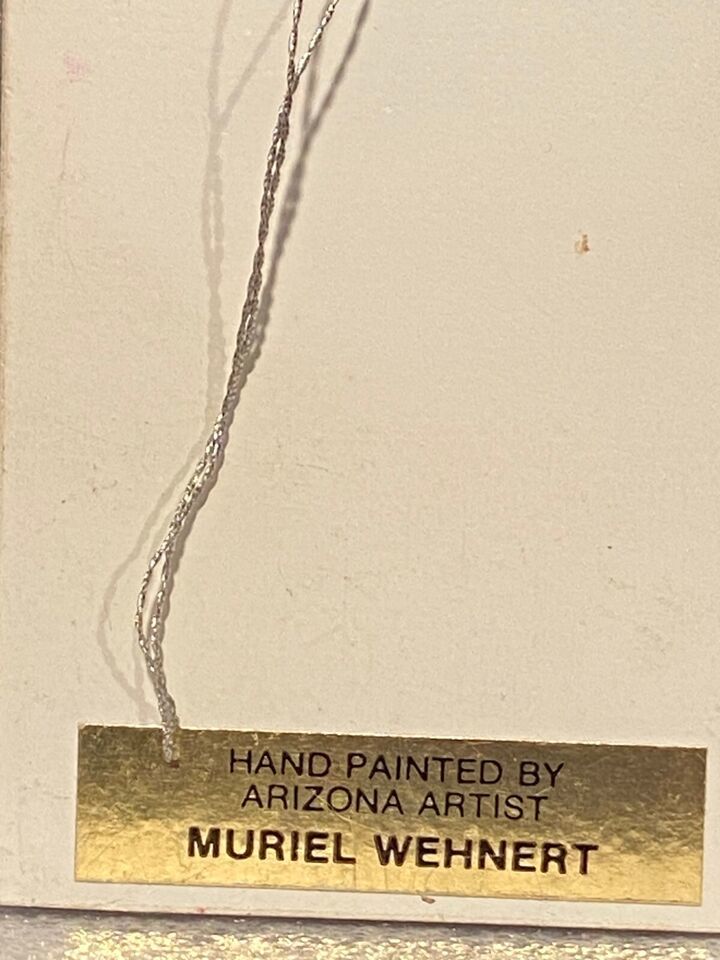 HAND PAINTED BY
ARIZONA ARTIST
MURIEL WEHNERT